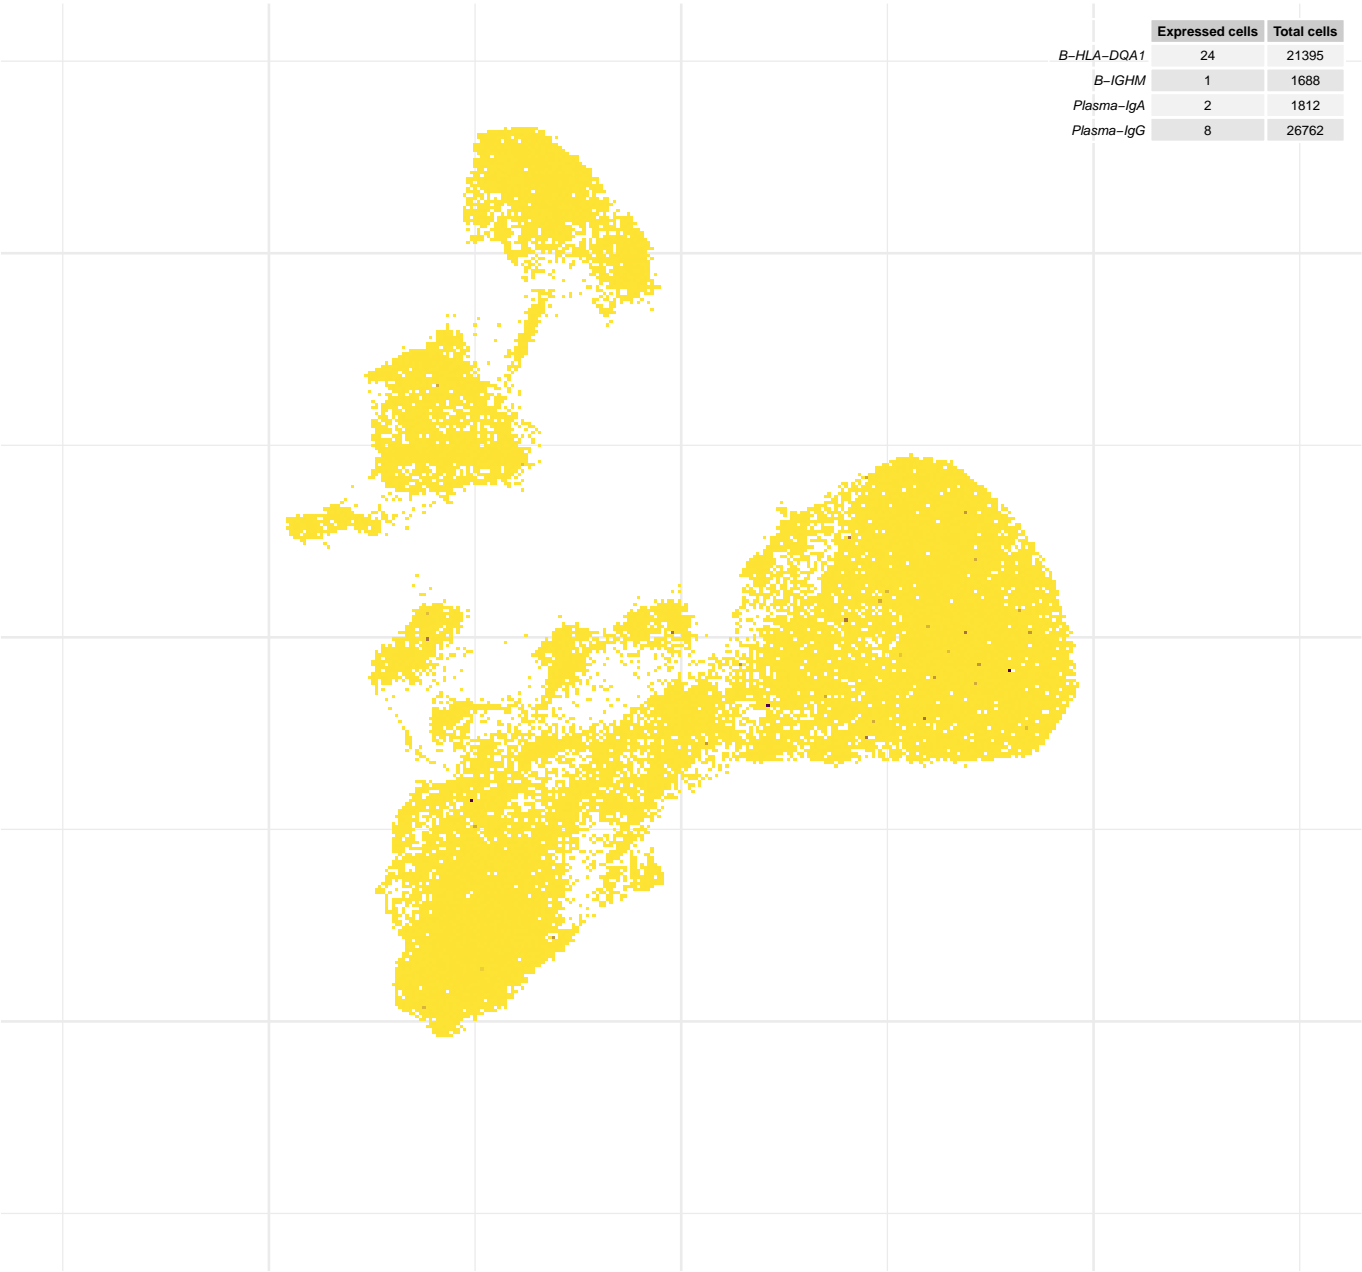 Expressed cells Total cells
B−HLA−DQA1 24 21395
B−IGHM 1 1688
Plasma−IgA 2 1812
Plasma−IgG 8 26762